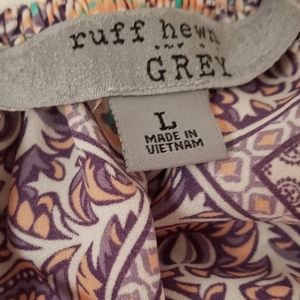 ruff hewn
GREY
L
MADE IN
VIETNAM